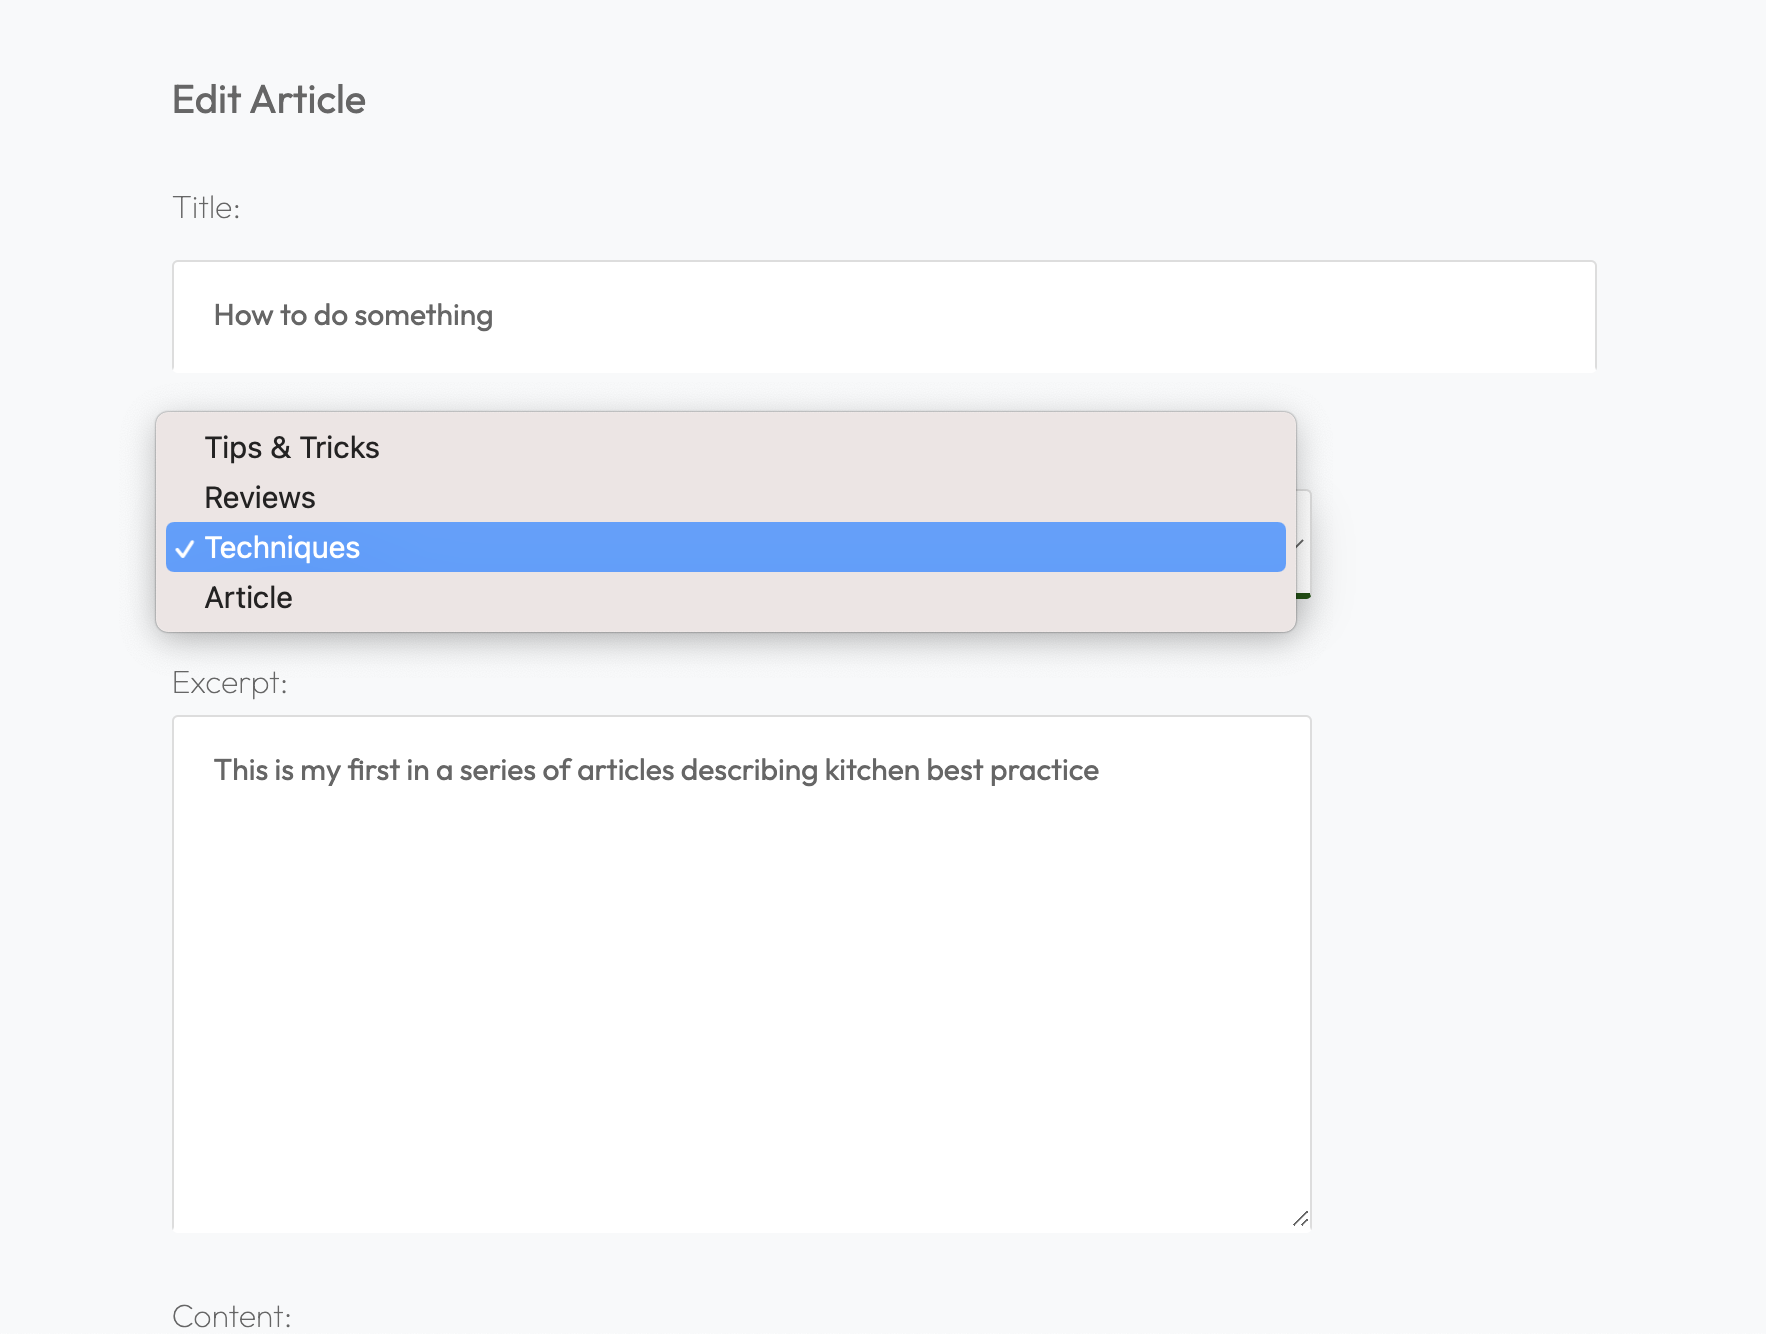 Edit Article
Title:
How to do something
Tips & Tricks
Reviews
✓ Techniques
Article
Excerpt:
This is my first in a series of articles describing kitchen best practice
Content: